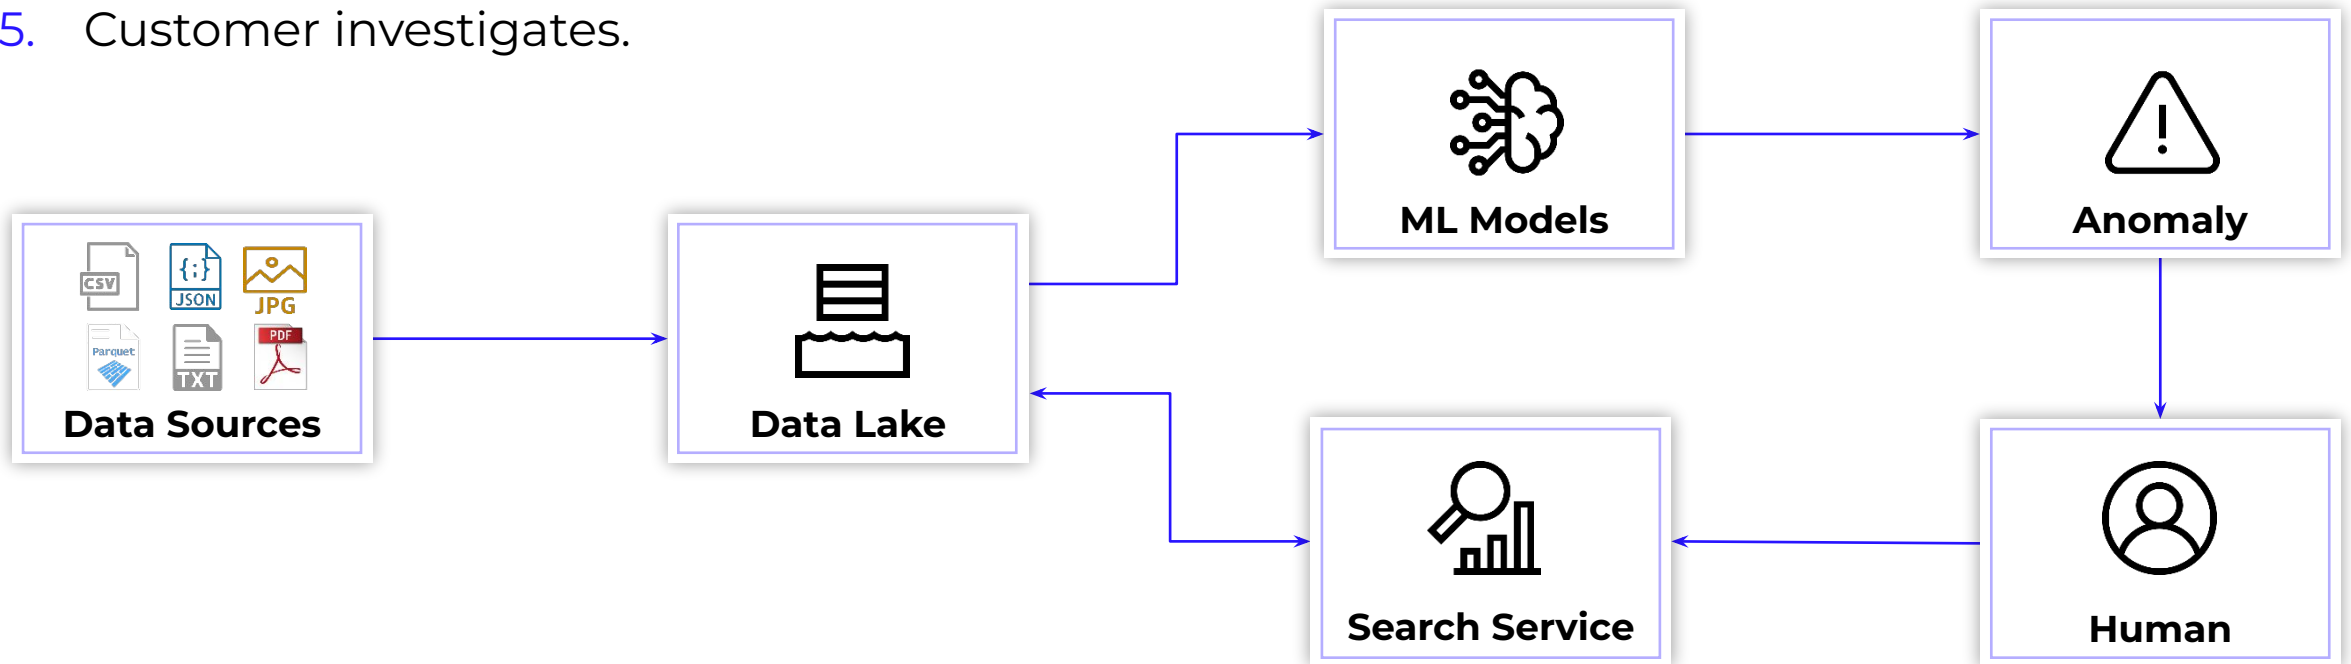 5. Customer investigates.
ML Models
Anomaly
CSV
{;}
JSON
JPG
Parquet
TXT
PDF
Data Sources
Data Lake
Search Service
Human